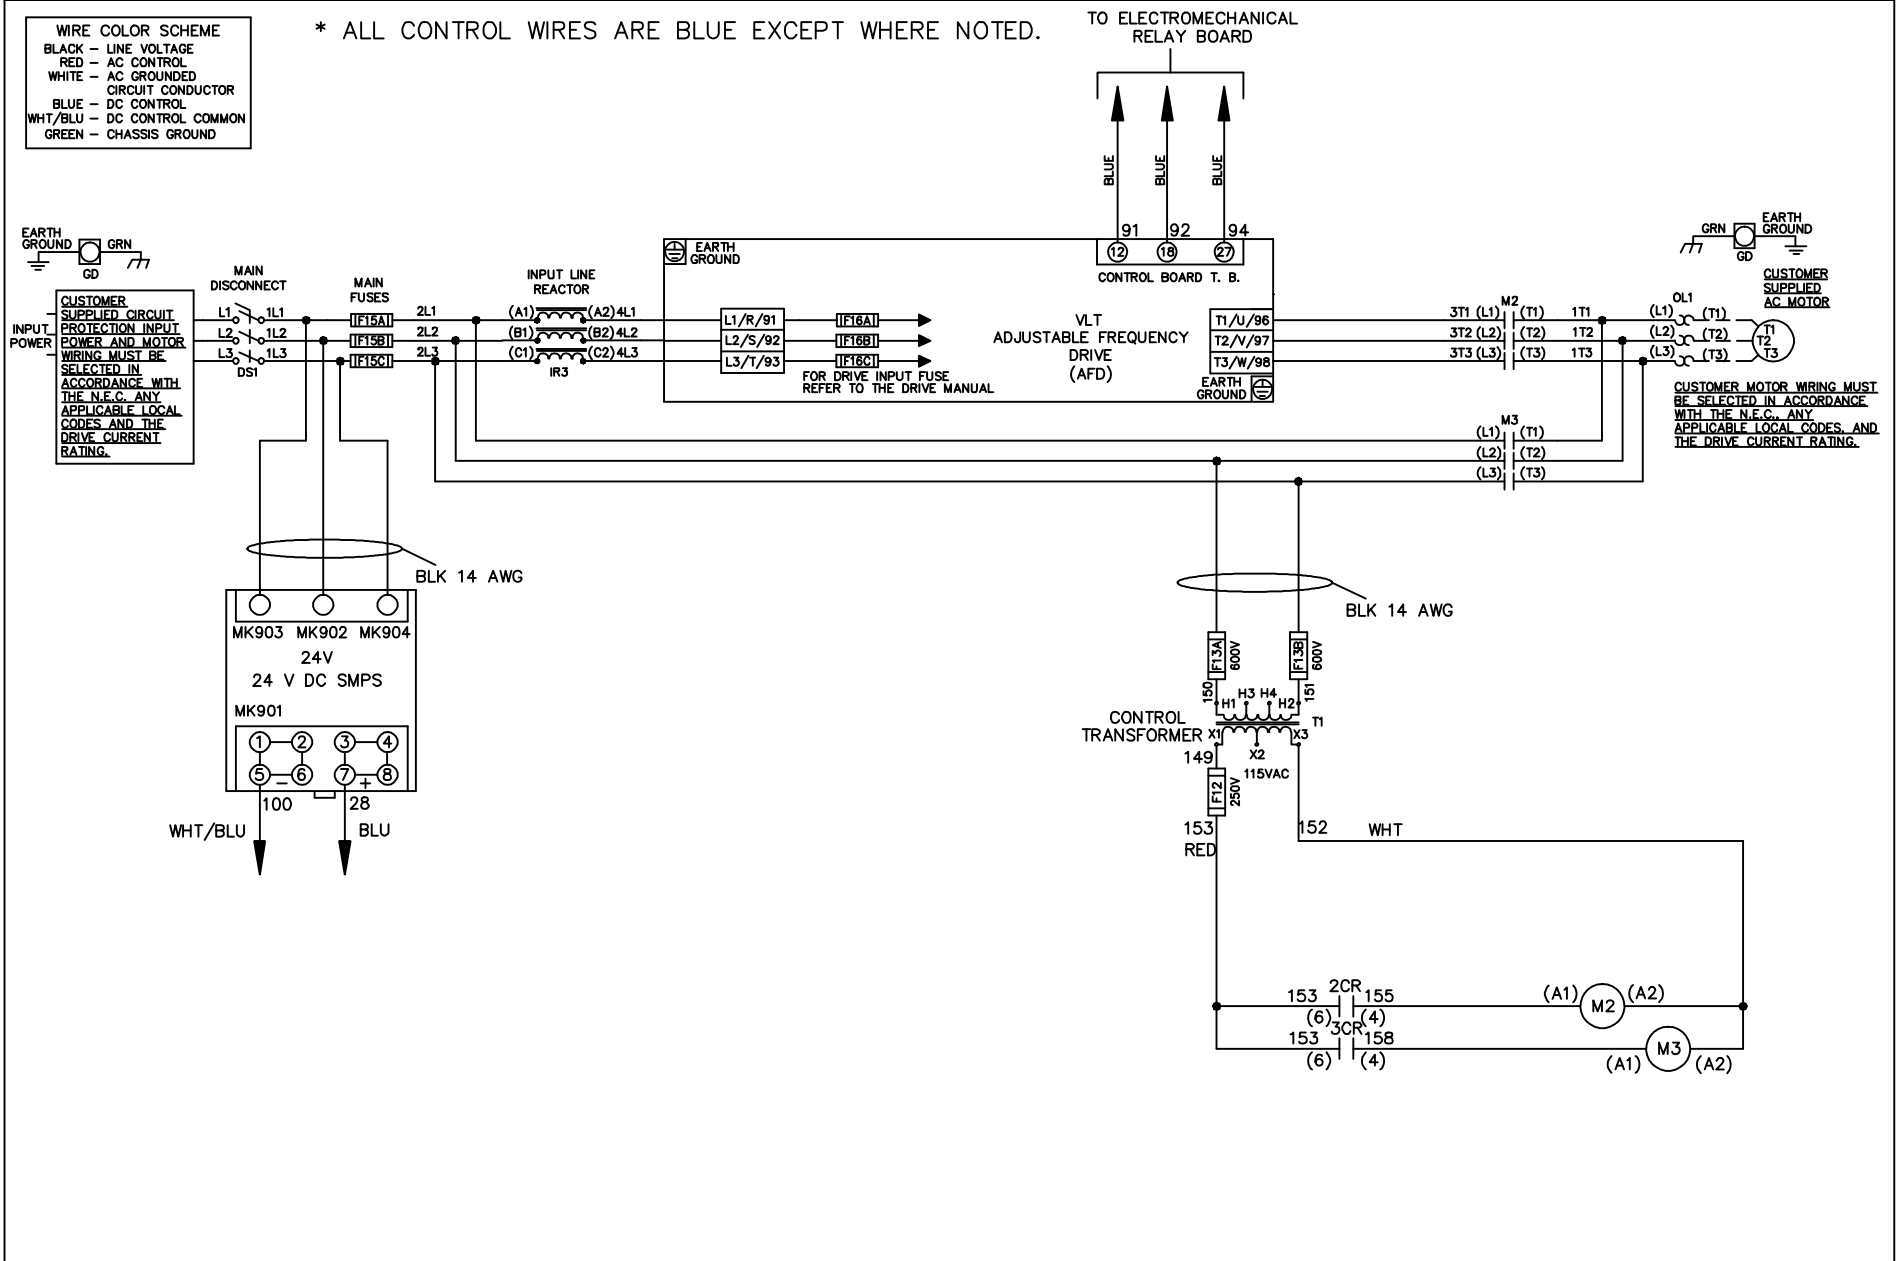 WIRE COLOR SCHEME
BLACK – LINE VOLTAGE
RED – AC CONTROL
WHITE – AC GROUNDED
CIRCUIT CONDUCTOR
BLUE – DC CONTROL
WHT/BLU – DC CONTROL COMMON
GREEN – CHASSIS GROUND
* ALL CONTROL WIRES ARE BLUE EXCEPT WHERE NOTED.
TO ELECTROMECHANICAL
RELAY BOARD
BLUE
BLUE
BLUE
91 92 94
12 18 27
CONTROL BOARD T. B.
EARTH
GROUND
GRN
GD
CUSTOMER
SUPPLIED CIRCUIT
PROTECTION INPUT
POWER AND MOTOR
WIRING MUST BE
SELECTED IN
ACCORDANCE WITH
THE N.E.C. ANY
APPLICABLE LOCAL
CODES AND THE
DRIVE CURRENT
RATING.
INPUT
POWER
MAIN
DISCONNECT
L1 1L1
L2 1L2
L3 1L3
DS1
MAIN
FUSES
F15A 2L1
F15B 2L2
F15C 2L3
INPUT LINE
REACTOR
(A1) (A2) 4L1
(B1) (B2) 4L2
(C1) (C2) 4L3
IR3
EARTH
GROUND
L1/R/91
L2/S/92
L3/T/93
F16A
F16B
F16C
FOR DRIVE INPUT FUSE
REFER TO THE DRIVE MANUAL
VLT
ADJUSTABLE FREQUENCY
DRIVE
(AFD)
T1/U/96
T2/V/97
T3/W/98
EARTH
GROUND
M2
3T1 (L1) (T1) 1T1
3T2 (L2) (T2) 1T2
3T3 (L3) (T3) 1T3
OL1
(L1) (T1)
(L2) (T2)
(L3) (T3)
T1
T2
T3
GRN
GD
EARTH
GROUND
CUSTOMER
SUPPLIED
AC MOTOR
CUSTOMER MOTOR WIRING MUST
BE SELECTED IN ACCORDANCE
WITH THE N.E.C., ANY
APPLICABLE LOCAL CODES, AND
THE DRIVE CURRENT RATING.
M3
(L1) (T1)
(L2) (T2)
(L3) (T3)
BLK 14 AWG
MK903 MK902 MK904
24V
24 V DC SMPS
MK901
1 2 3 4
5 6 7 8
– +
100 28
WHT/BLU BLU
BLK 14 AWG
F13A 600V
F13B 600V
150 151
H1 H3 H4 H2
T1
CONTROL
TRANSFORMER
X1 X2 X3
149
115VAC
F12 250V
153
RED
152 WHT
2CR
153 155
(6) (4)
(A1) M2 (A2)
3CR
153 158
(6) (4)
(A1) M3 (A2)